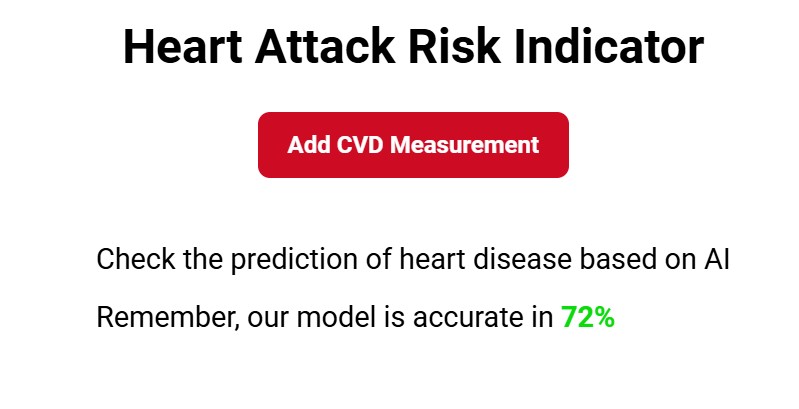 Heart Attack Risk Indicator
Add CVD Measurement
Check the prediction of heart disease based on AI
Remember, our model is accurate in 72%